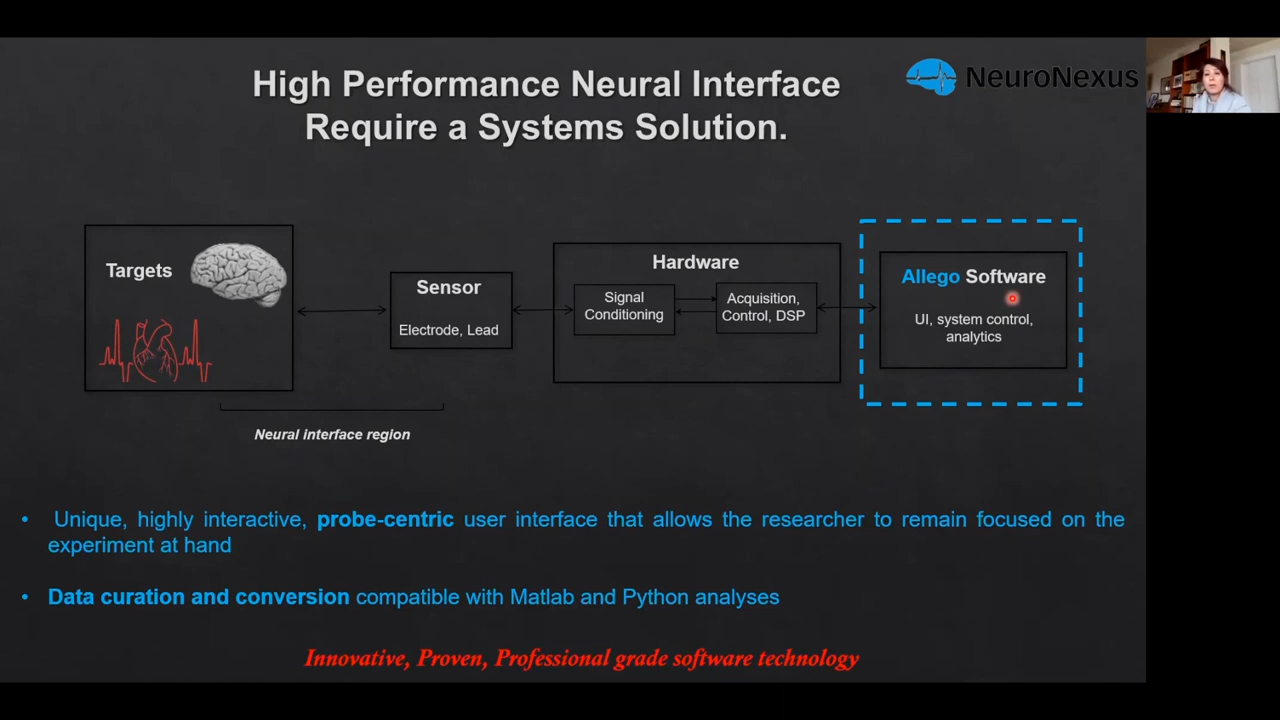 High Performance Neural Interface
Require a Systems Solution.
NeuroNexus
Targets
Sensor
Electrode, Lead
Hardware
Signal
Conditioning
Acquisition,
Control, DSP
Allego Software
UI, system control,
analytics
Neural interface region
• Unique, highly interactive, probe-centric user interface that allows the researcher to remain focused on the
experiment at hand
• Data curation and conversion compatible with Matlab and Python analyses
Innovative, Proven, Professional grade software technology